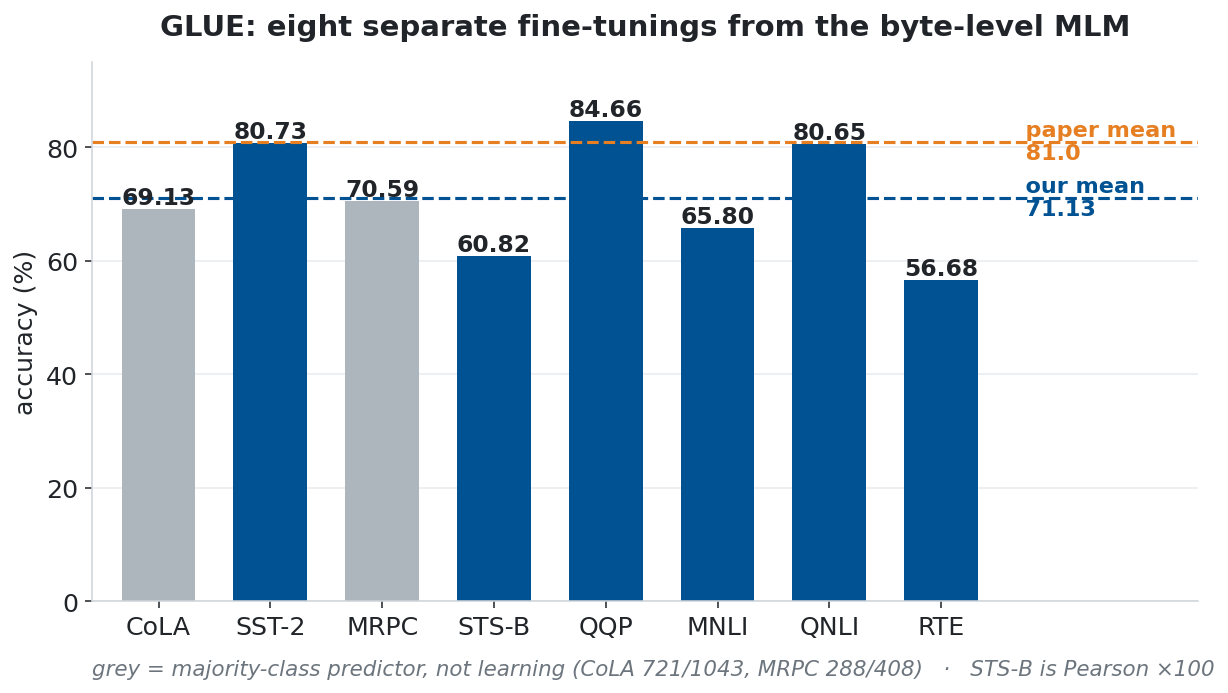 GLUE: eight separate fine-tunings from the byte-level MLM
84.66
80.73
80.65
paper mean
81.0
80
69.13
70.59
our mean
71.13
65.80
60.82
56.68
60
accuracy (%)
40
20
0
CoLA SST-2 MRPC STS-B QQP MNLI QNLI RTE
grey = majority-class predictor, not learning (CoLA 721/1043, MRPC 288/408) · STS-B is Pearson ×100